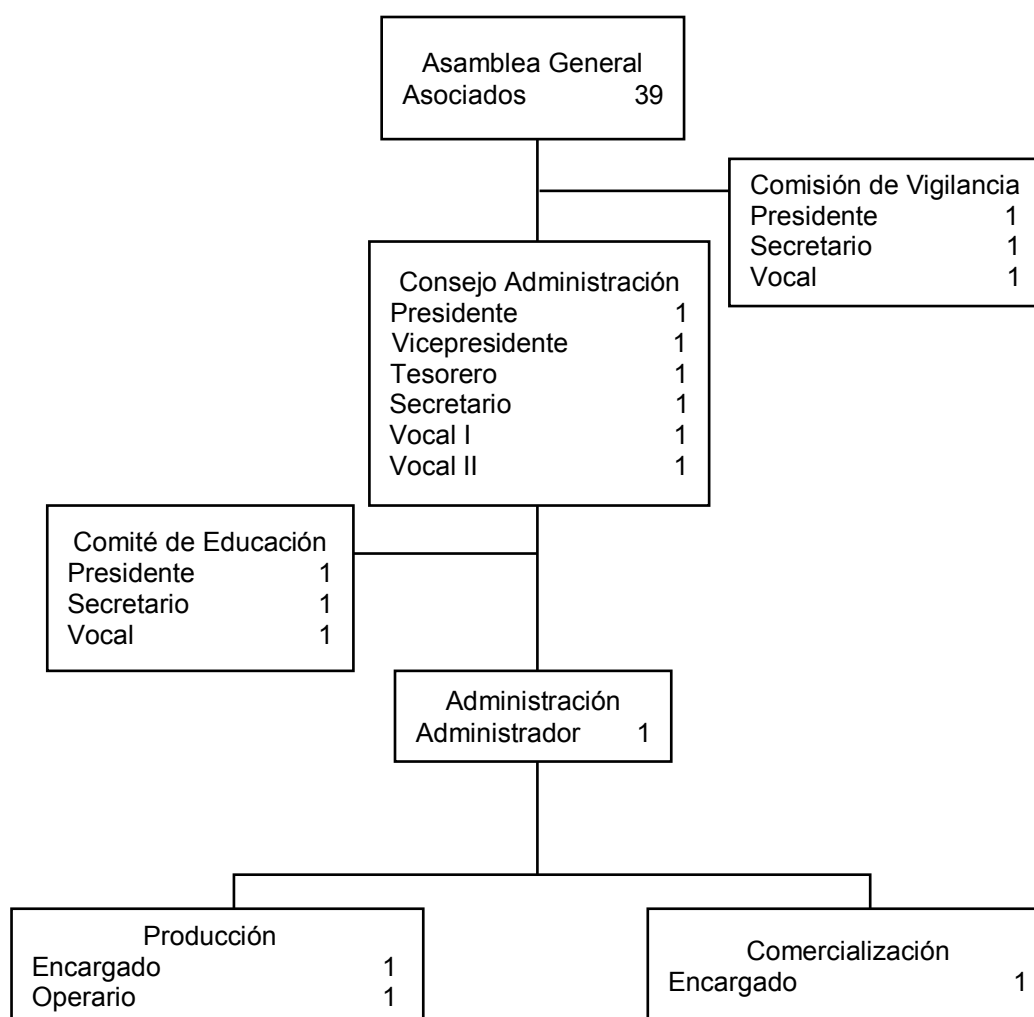 Asamblea General
Asociados 39
Comisión de Vigilancia
Presidente 1
Secretario 1
Vocal 1
Consejo Administración
Presidente 1
Vicepresidente 1
Tesorero 1
Secretario 1
Vocal I 1
Vocal II 1
Comité de Educación
Presidente 1
Secretario 1
Vocal 1
Administración
Administrador 1
Producción
Encargado 1
Operario 1
Comercialización
Encargado 1